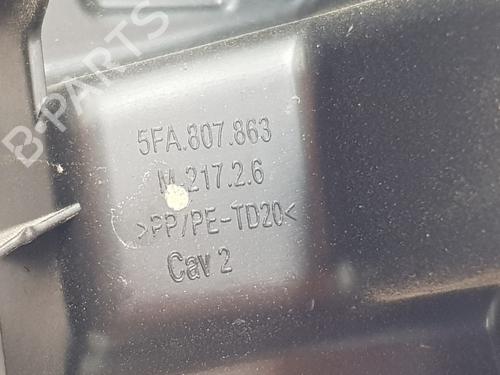 B-PARTS
5FA.807.863
M.217.2.6
>PP/PE-TD20<
Cav 2